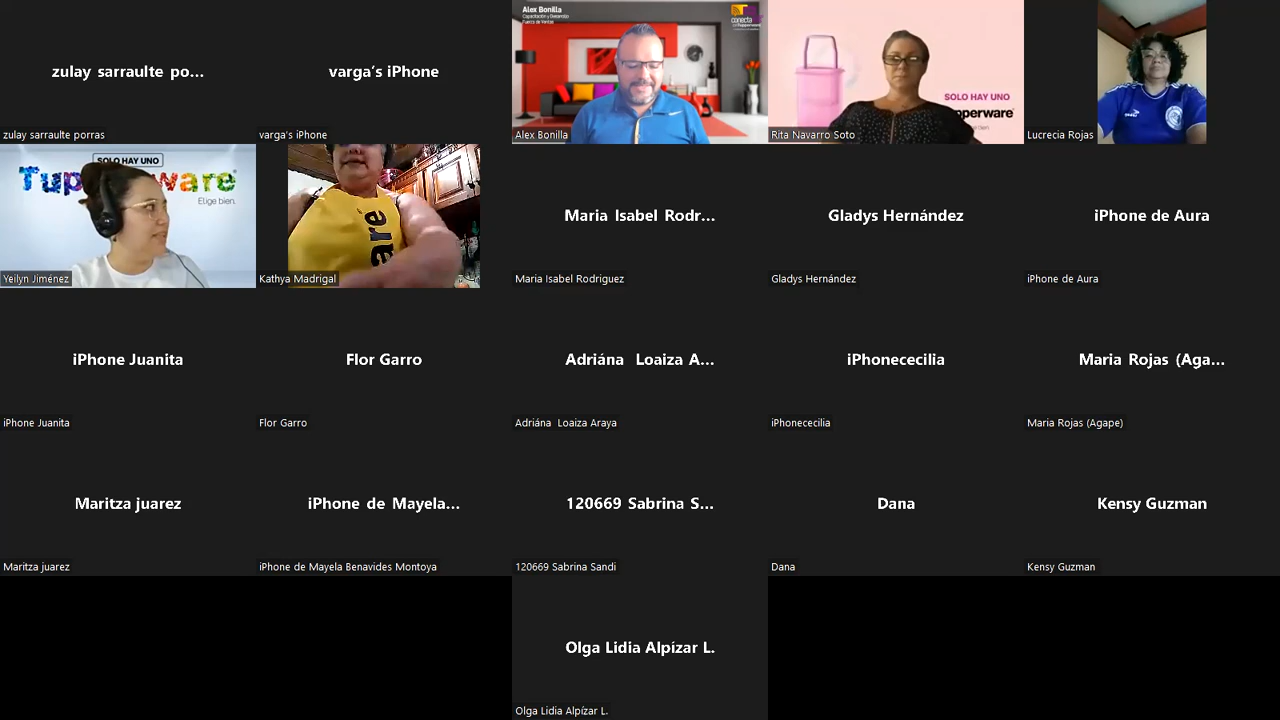 zulay sarraulte po...
zulay sarraulte porras
varga's iPhone
varga's iPhone
Alex Bonilla
Capacitación y Desarrollo
Fuerza de Ventas
conecta
Alex Bonilla
SOLO HAY UNO
upperware
Rita Navarro Soto
Lucrecia Rojas
SOLO HAY UNO
Tup ware
Elige bien.
Yeilyn Jiménez
are
Kathya Madrigal
Maria Isabel Rodr...
Maria Isabel Rodriguez
Gladys Hernández
Gladys Hernández
iPhone de Aura
iPhone de Aura
iPhone Juanita
iPhone Juanita
Flor Garro
Flor Garro
Adriána Loaiza A...
Adriána Loaiza Araya
iPhonececilia
iPhonececilia
Maria Rojas (Aga...
Maria Rojas (Agape)
Maritza juarez
Maritza juarez
iPhone de Mayela...
iPhone de Mayela Benavides Montoya
120669 Sabrina S...
120669 Sabrina Sandi
Dana
Dana
Kensy Guzman
Kensy Guzman
Olga Lidia Alpízar L.
Olga Lidia Alpízar L.